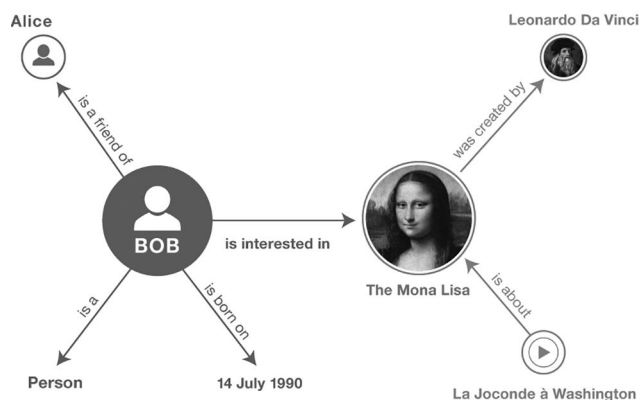 Alice
Leonardo Da Vinci
is a friend of
was created by
BOB
is interested in
The Mona Lisa
is a
is born on
is about
Person
14 July 1990
La Joconde à Washington